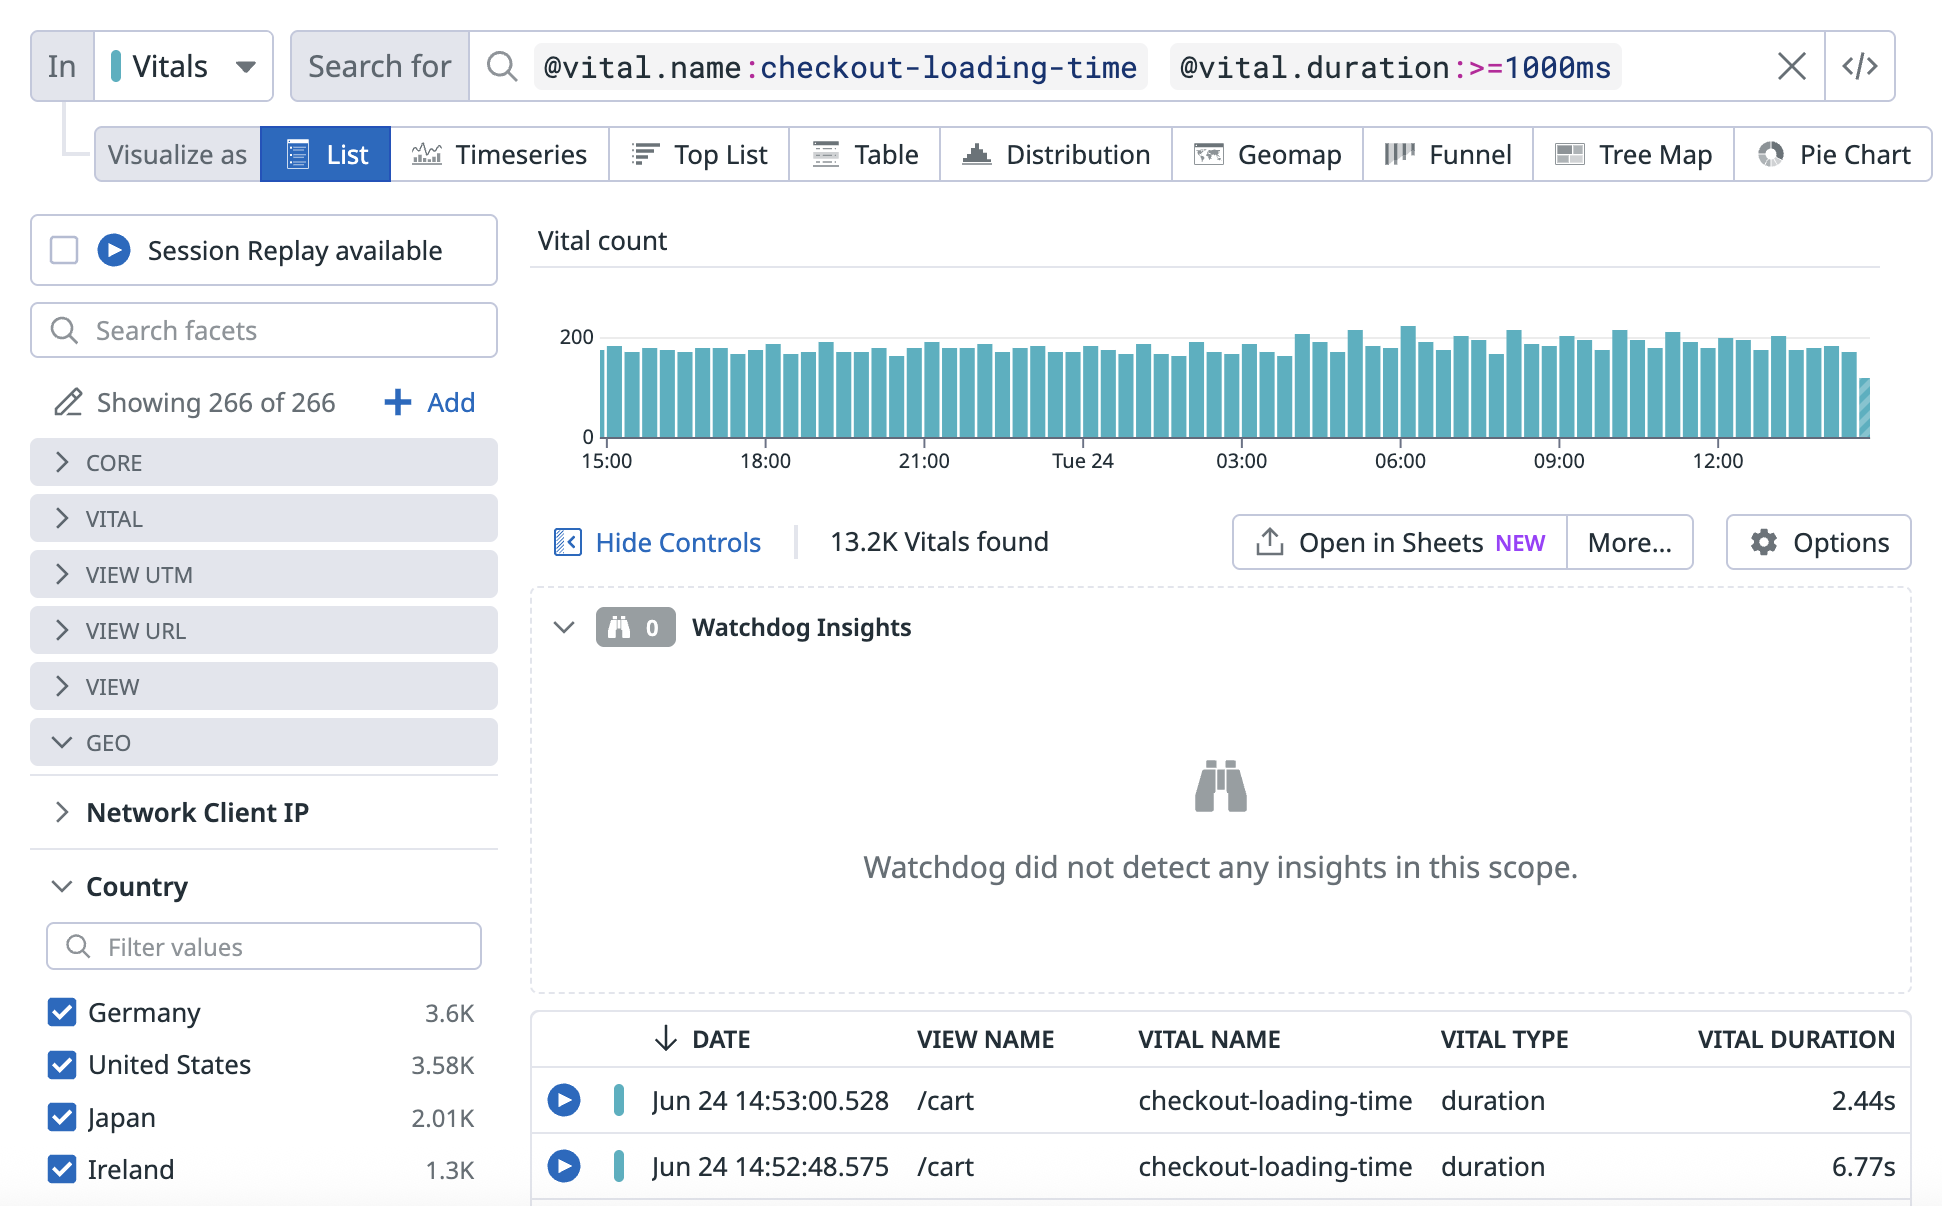 In Vitals Search for @vital.name:checkout-loading-time @vital.duration:>=1000ms </>
Visualize as List Timeseries Top List Table Distribution Geomap Funnel Tree Map Pie Chart
Session Replay available
Search facets
Showing 266 of 266 Add
CORE
VITAL
VIEW UTM
VIEW URL
VIEW
GEO
Network Client IP
Country
Filter values
Germany 3.6K
United States 3.58K
Japan 2.01K
Ireland 1.3K
Vital count
200
0
15:00 18:00 21:00 Tue 24 03:00 06:00 09:00 12:00
Hide Controls 13.2K Vitals found Open in Sheets NEW More... Options
0 Watchdog Insights
Watchdog did not detect any insights in this scope.
DATE VIEW NAME VITAL NAME VITAL TYPE VITAL DURATION
Jun 24 14:53:00.528 /cart checkout-loading-time duration 2.44s
Jun 24 14:52:48.575 /cart checkout-loading-time duration 6.77s